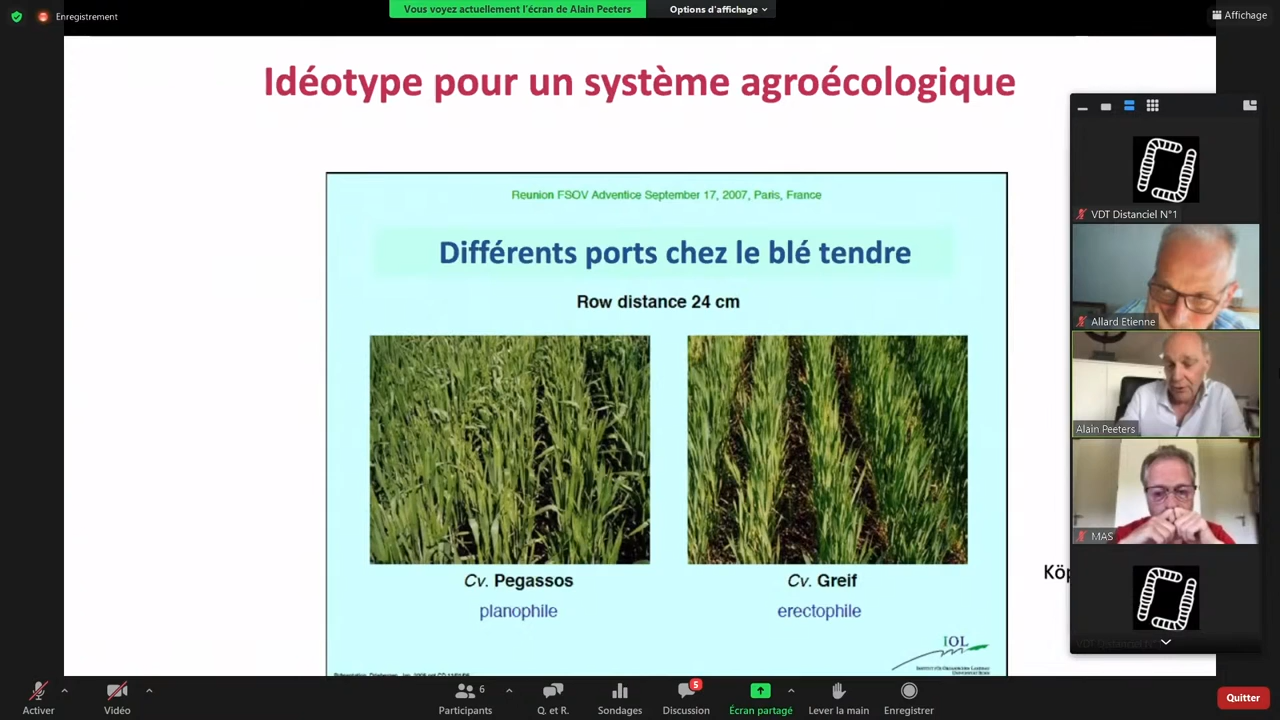 Enregistrement
Vous voyez actuellement l'écran de Alain Peeters
Options d'affichage
Affichage
Idéotype pour un système agroécologique
Reunion FSOV Adventice September 17, 2007, Paris, France
Différents ports chez le blé tendre
Row distance 24 cm
Cv. Pegassos
Cv. Greif
planophile
erectophile
IOL
Köp
VDT Distanciel N°1
Allard Etienne
Alain Peeters
MAS
Activer
Vidéo
6
Participants
Q. et R.
Sondages
5
Discussion
Écran partagé
Lever la main
Enregistrer
Quitter